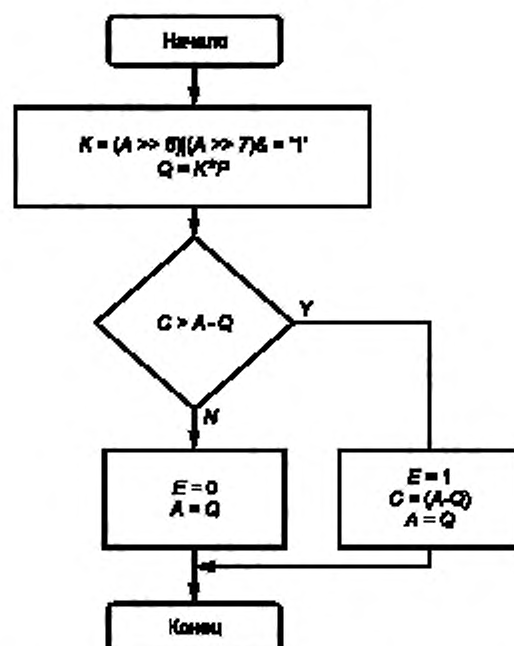 Начало
K = (A >> 6)|(A >> 7)& = '1'
Q = K*P
C > A - Q
Y
N
E = 0
A = Q
E = 1
C = (A-Q)
A = Q
Конец